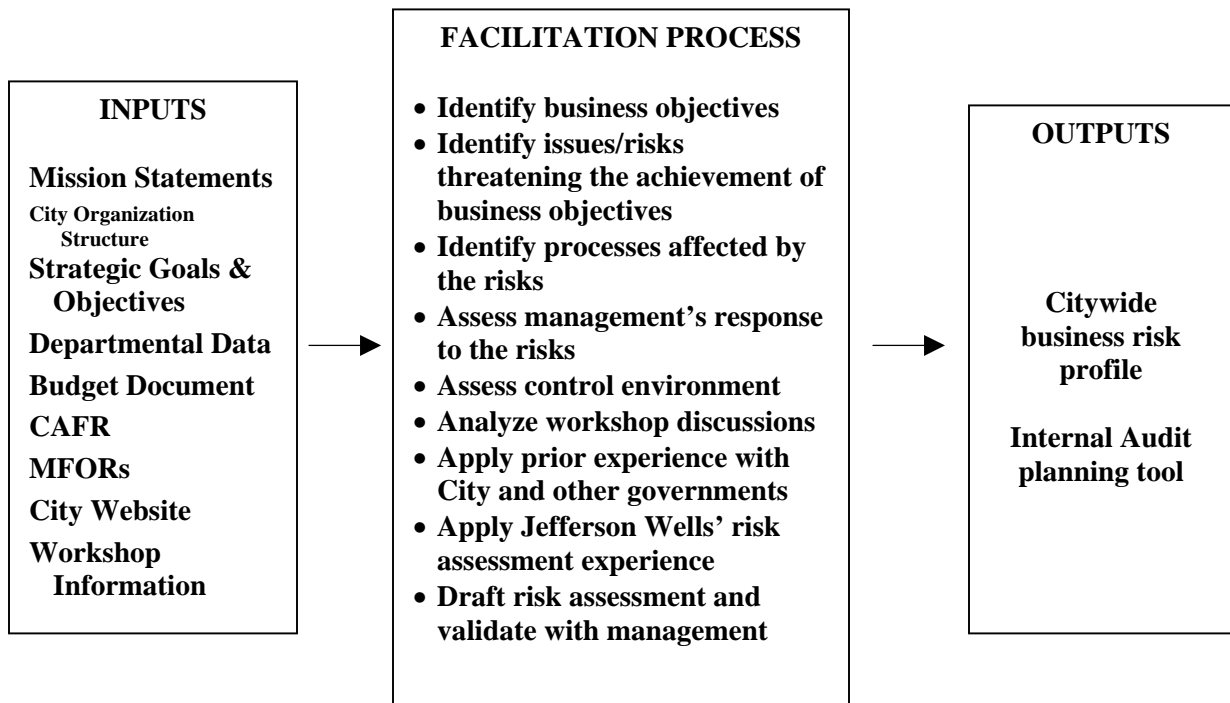 INPUTS
Mission Statements
City Organization
Structure
Strategic Goals &
Objectives
Departmental Data
Budget Document
CAFR
MFORs
City Website
Workshop
Information
FACILITATION PROCESS
• Identify business objectives
• Identify issues/risks
threatening the achievement of
business objectives
• Identify processes affected by
the risks
• Assess management’s response
to the risks
• Assess control environment
• Analyze workshop discussions
• Apply prior experience with
City and other governments
• Apply Jefferson Wells’ risk
assessment experience
• Draft risk assessment and
validate with management
OUTPUTS
Citywide
business risk
profile
Internal Audit
planning tool